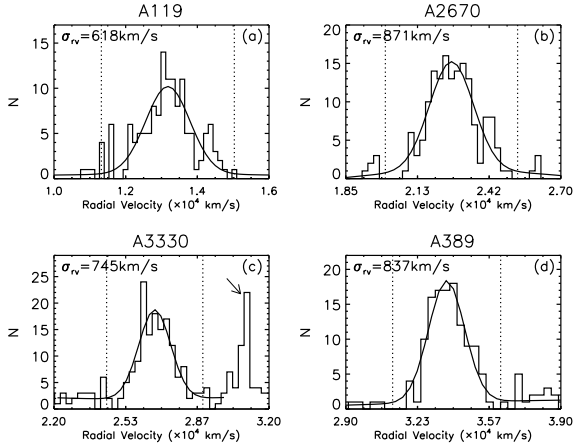 A119
σrv=618km/s (a)
15
10
5
0
N
1.0 1.2 1.4 1.6
Radial Velocity (×10⁴ km/s)
A2670
σrv=871km/s (b)
20
15
10
5
0
N
1.85 2.13 2.42 2.70
Radial Velocity (×10⁴ km/s)
A3330
σrv=745km/s (c)
25
20
15
10
5
0
N
2.20 2.53 2.87 3.20
Radial Velocity (×10⁴ km/s)
A389
σrv=837km/s (d)
20
15
10
5
0
N
2.90 3.23 3.57 3.90
Radial Velocity (×10⁴ km/s)